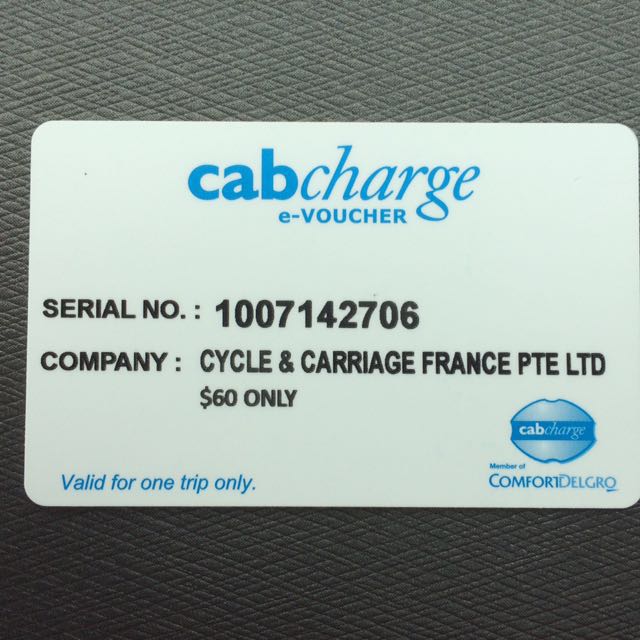 cabcharge
e-VOUCHER
SERIAL NO. : 1007142706
COMPANY : CYCLE & CARRIAGE FRANCE PTE LTD
$60 ONLY
cabcharge
Member of
COMFORTDELGRO
Valid for one trip only.